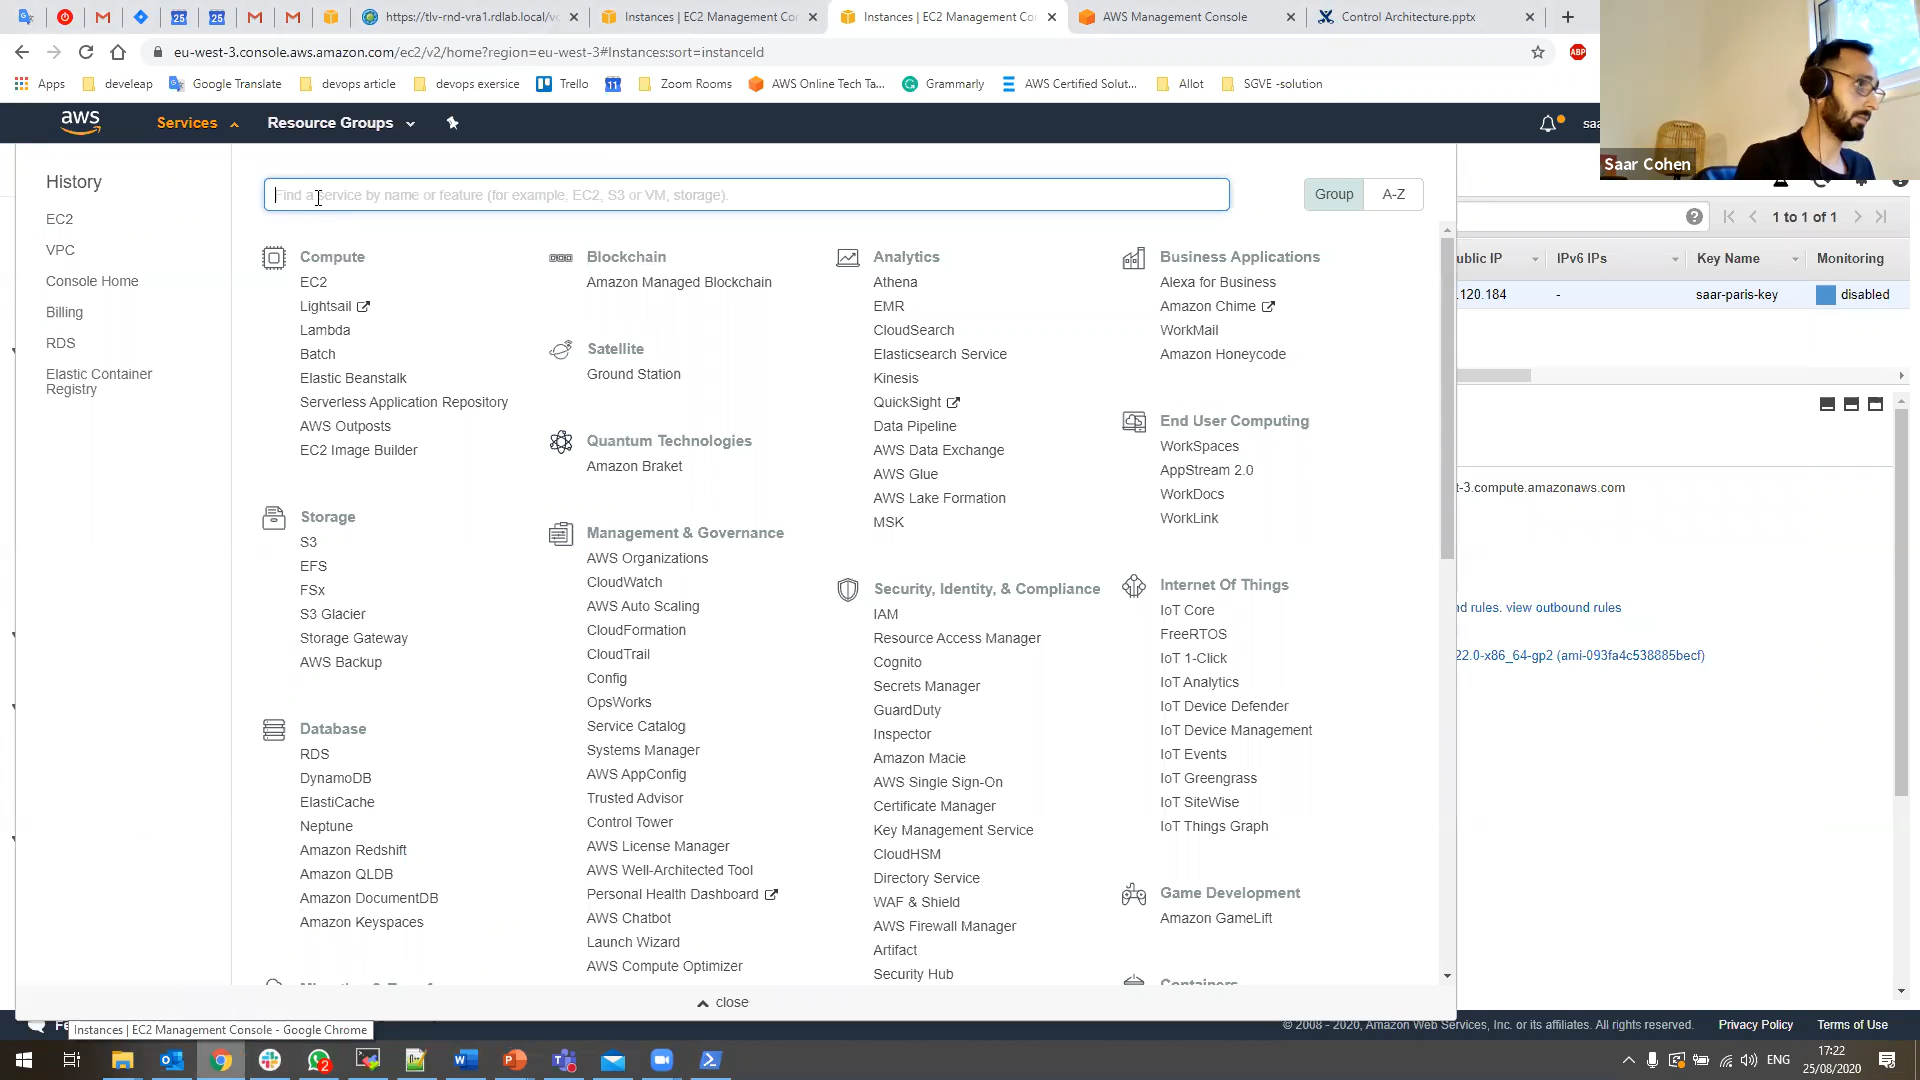 https://tlv-rnd-vra1.rdlab.local/v
Instances | EC2 Management Co
Instances | EC2 Management Co
AWS Management Console
Control Architecture.pptx
eu-west-3.console.aws.amazon.com/ec2/v2/home?region=eu-west-3#Instances:sort=instanceId
Apps
develeap
Google Translate
devops article
devops exersice
Trello
Zoom Rooms
AWS Online Tech Ta...
Grammarly
AWS Certified Solut...
Allot
SGVE -solution
aws
Services
Resource Groups
saa
Saar Cohen
History
EC2
VPC
Console Home
Billing
RDS
Elastic Container
Registry
Find a service by name or feature (for example, EC2, S3 or VM, storage).
Group
A-Z
Compute
EC2
Lightsail
Lambda
Batch
Elastic Beanstalk
Serverless Application Repository
AWS Outposts
EC2 Image Builder
Storage
S3
EFS
FSx
S3 Glacier
Storage Gateway
AWS Backup
Database
RDS
DynamoDB
ElastiCache
Neptune
Amazon Redshift
Amazon QLDB
Amazon DocumentDB
Amazon Keyspaces
Blockchain
Amazon Managed Blockchain
Satellite
Ground Station
Quantum Technologies
Amazon Braket
Management & Governance
AWS Organizations
CloudWatch
AWS Auto Scaling
CloudFormation
CloudTrail
Config
OpsWorks
Service Catalog
Systems Manager
AWS AppConfig
Trusted Advisor
Control Tower
AWS License Manager
AWS Well-Architected Tool
Personal Health Dashboard
AWS Chatbot
Launch Wizard
AWS Compute Optimizer
Analytics
Athena
EMR
CloudSearch
Elasticsearch Service
Kinesis
QuickSight
Data Pipeline
AWS Data Exchange
AWS Glue
AWS Lake Formation
MSK
Security, Identity, & Compliance
IAM
Resource Access Manager
Cognito
Secrets Manager
GuardDuty
Inspector
Amazon Macie
AWS Single Sign-On
Certificate Manager
Key Management Service
CloudHSM
Directory Service
WAF & Shield
AWS Firewall Manager
Artifact
Security Hub
Business Applications
Alexa for Business
Amazon Chime
WorkMail
Amazon Honeycode
End User Computing
WorkSpaces
AppStream 2.0
WorkDocs
WorkLink
Internet Of Things
IoT Core
FreeRTOS
IoT 1-Click
IoT Analytics
IoT Device Defender
IoT Device Management
IoT Events
IoT Greengrass
IoT SiteWise
IoT Things Graph
Game Development
Amazon GameLift
Containers
close
1 to 1 of 1
ublic IP
IPv6 IPs
Key Name
Monitoring
.120.184
-
saar-paris-key
disabled
t-3.compute.amazonaws.com
nd rules. view outbound rules
22.0-x86_64-gp2 (ami-093fa4c538885becf)
Fe
Instances | EC2 Management Console - Google Chrome
© 2008 - 2020, Amazon Web Services, Inc. or its affiliates. All rights reserved.
Privacy Policy
Terms of Use
ENG
17:22
25/08/2020